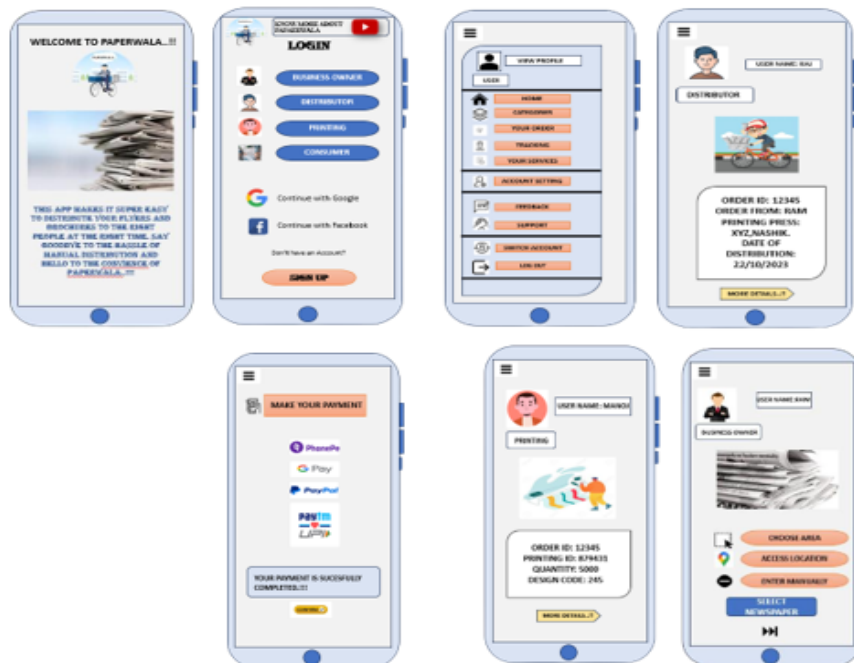 WELCOME TO PAPERWALA..!!!
THIS APP MAKES IT SUPER EASY
TO DISTRIBUTE YOUR FLYERS AND
BROCHURES TO THE RIGHT
PEOPLE AT THE RIGHT TIME. SAY
GOODBYE TO THE HASSLE OF
MANUAL DISTRIBUTION AND
HELLO TO THE
PAPERWALA..!!!
KNOW MORE ABOUT
PAPERWALA
LOGIN
BUSINESS OWNER
DISTRIBUTOR
PRINTING
CONSUMER
Continue with Google
Continue with Facebook
Don't have an Account?
SIGN UP
VIEW PROFILE
USER
HOME
CATEGORIES
YOUR ORDER
TRACKING
YOUR SERVICES
ACCOUNT SETTING
FEEDBACK
SUPPORT
SWITCH ACCOUNT
LOG OUT
USER NAME: RAJ
DISTRIBUTOR
ORDER ID: 12345
ORDER FROM: RAM
PRINTING PRESS:
XYZ,NASHIK.
DATE OF
DISTRIBUTION:
22/10/2023
MORE DETAILS..!!
MAKE YOUR PAYMENT
PhonePe
G Pay
PayPal
paytm
UPI
YOUR PAYMENT IS SUCESFULLY
COMPLETED.!!!
USER NAME: MANOJ
PRINTING
ORDER ID: 12345
PRINTING ID: 879431
QUANTITY: 5000
DESIGN CODE: 245
MORE DETAILS..!!
USER NAME:RAM
BUSINESS OWNER
CHOOSE AREA
ACCESS LOCATION
ENTER MANUALLY
SELECT
NEWSPAPER